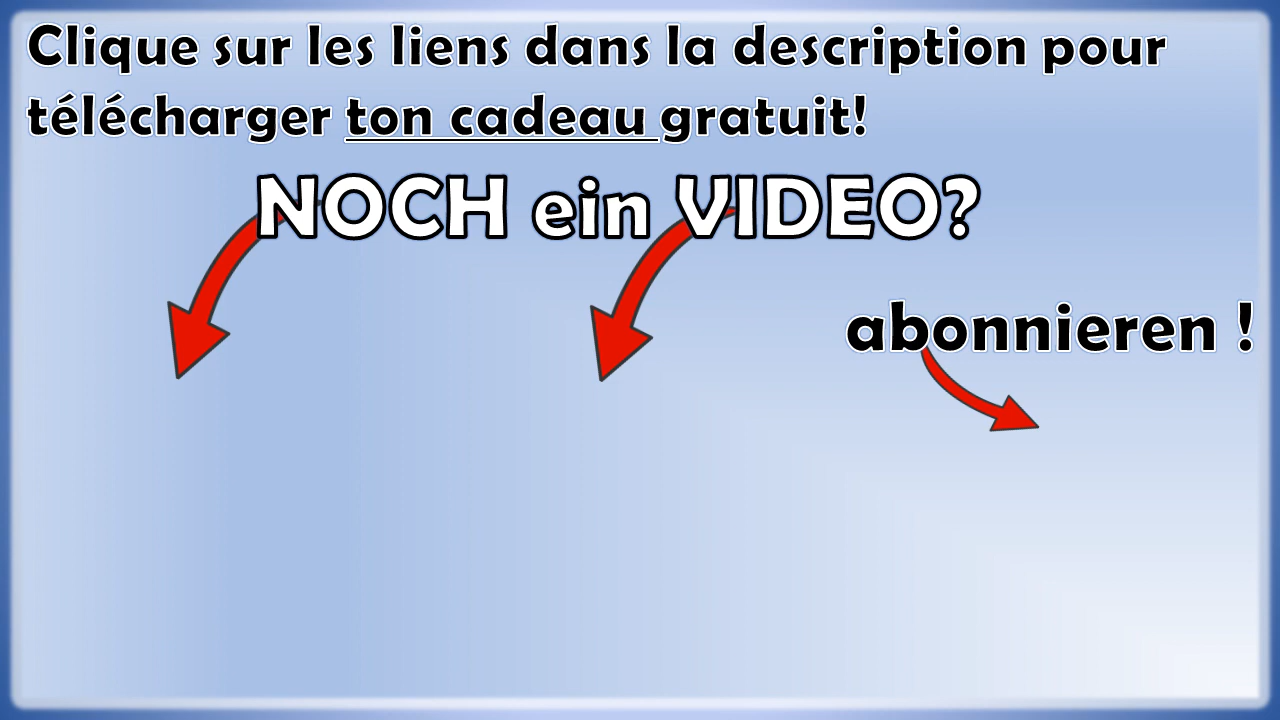 Clique sur les liens dans la description pour
télécharger ton cadeau gratuit!
NOCH ein VIDEO?
abonnieren !